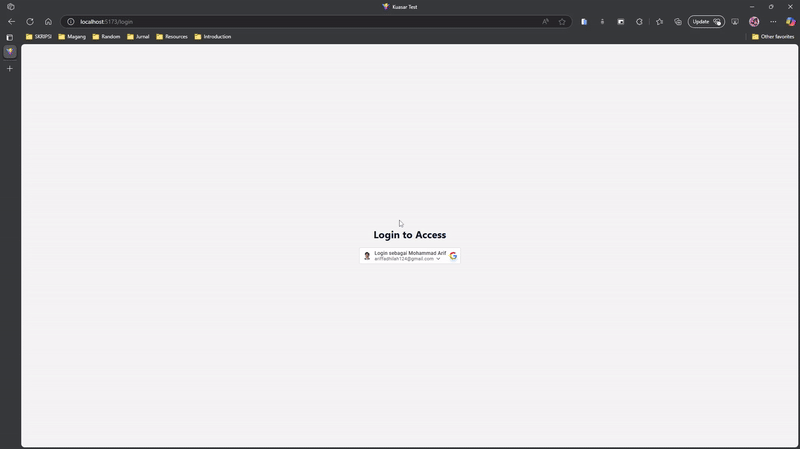 Kuasar Test
localhost:5173/login
Update
SKRIPSI
Magang
Random
Jurnal
Resources
Introduction
Other favorites
Login to Access
Login sebagai Mohammad Arif
ariffadhilah124@gmail.com